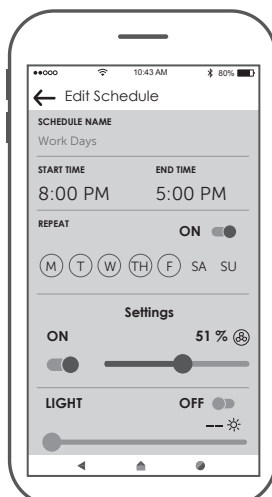 10:43 AM 80%
Edit Schedule
SCHEDULE NAME
Work Days
START TIME END TIME
8:00 PM 5:00 PM
REPEAT ON
M T W TH F SA SU
Settings
ON 51 %
LIGHT OFF
--